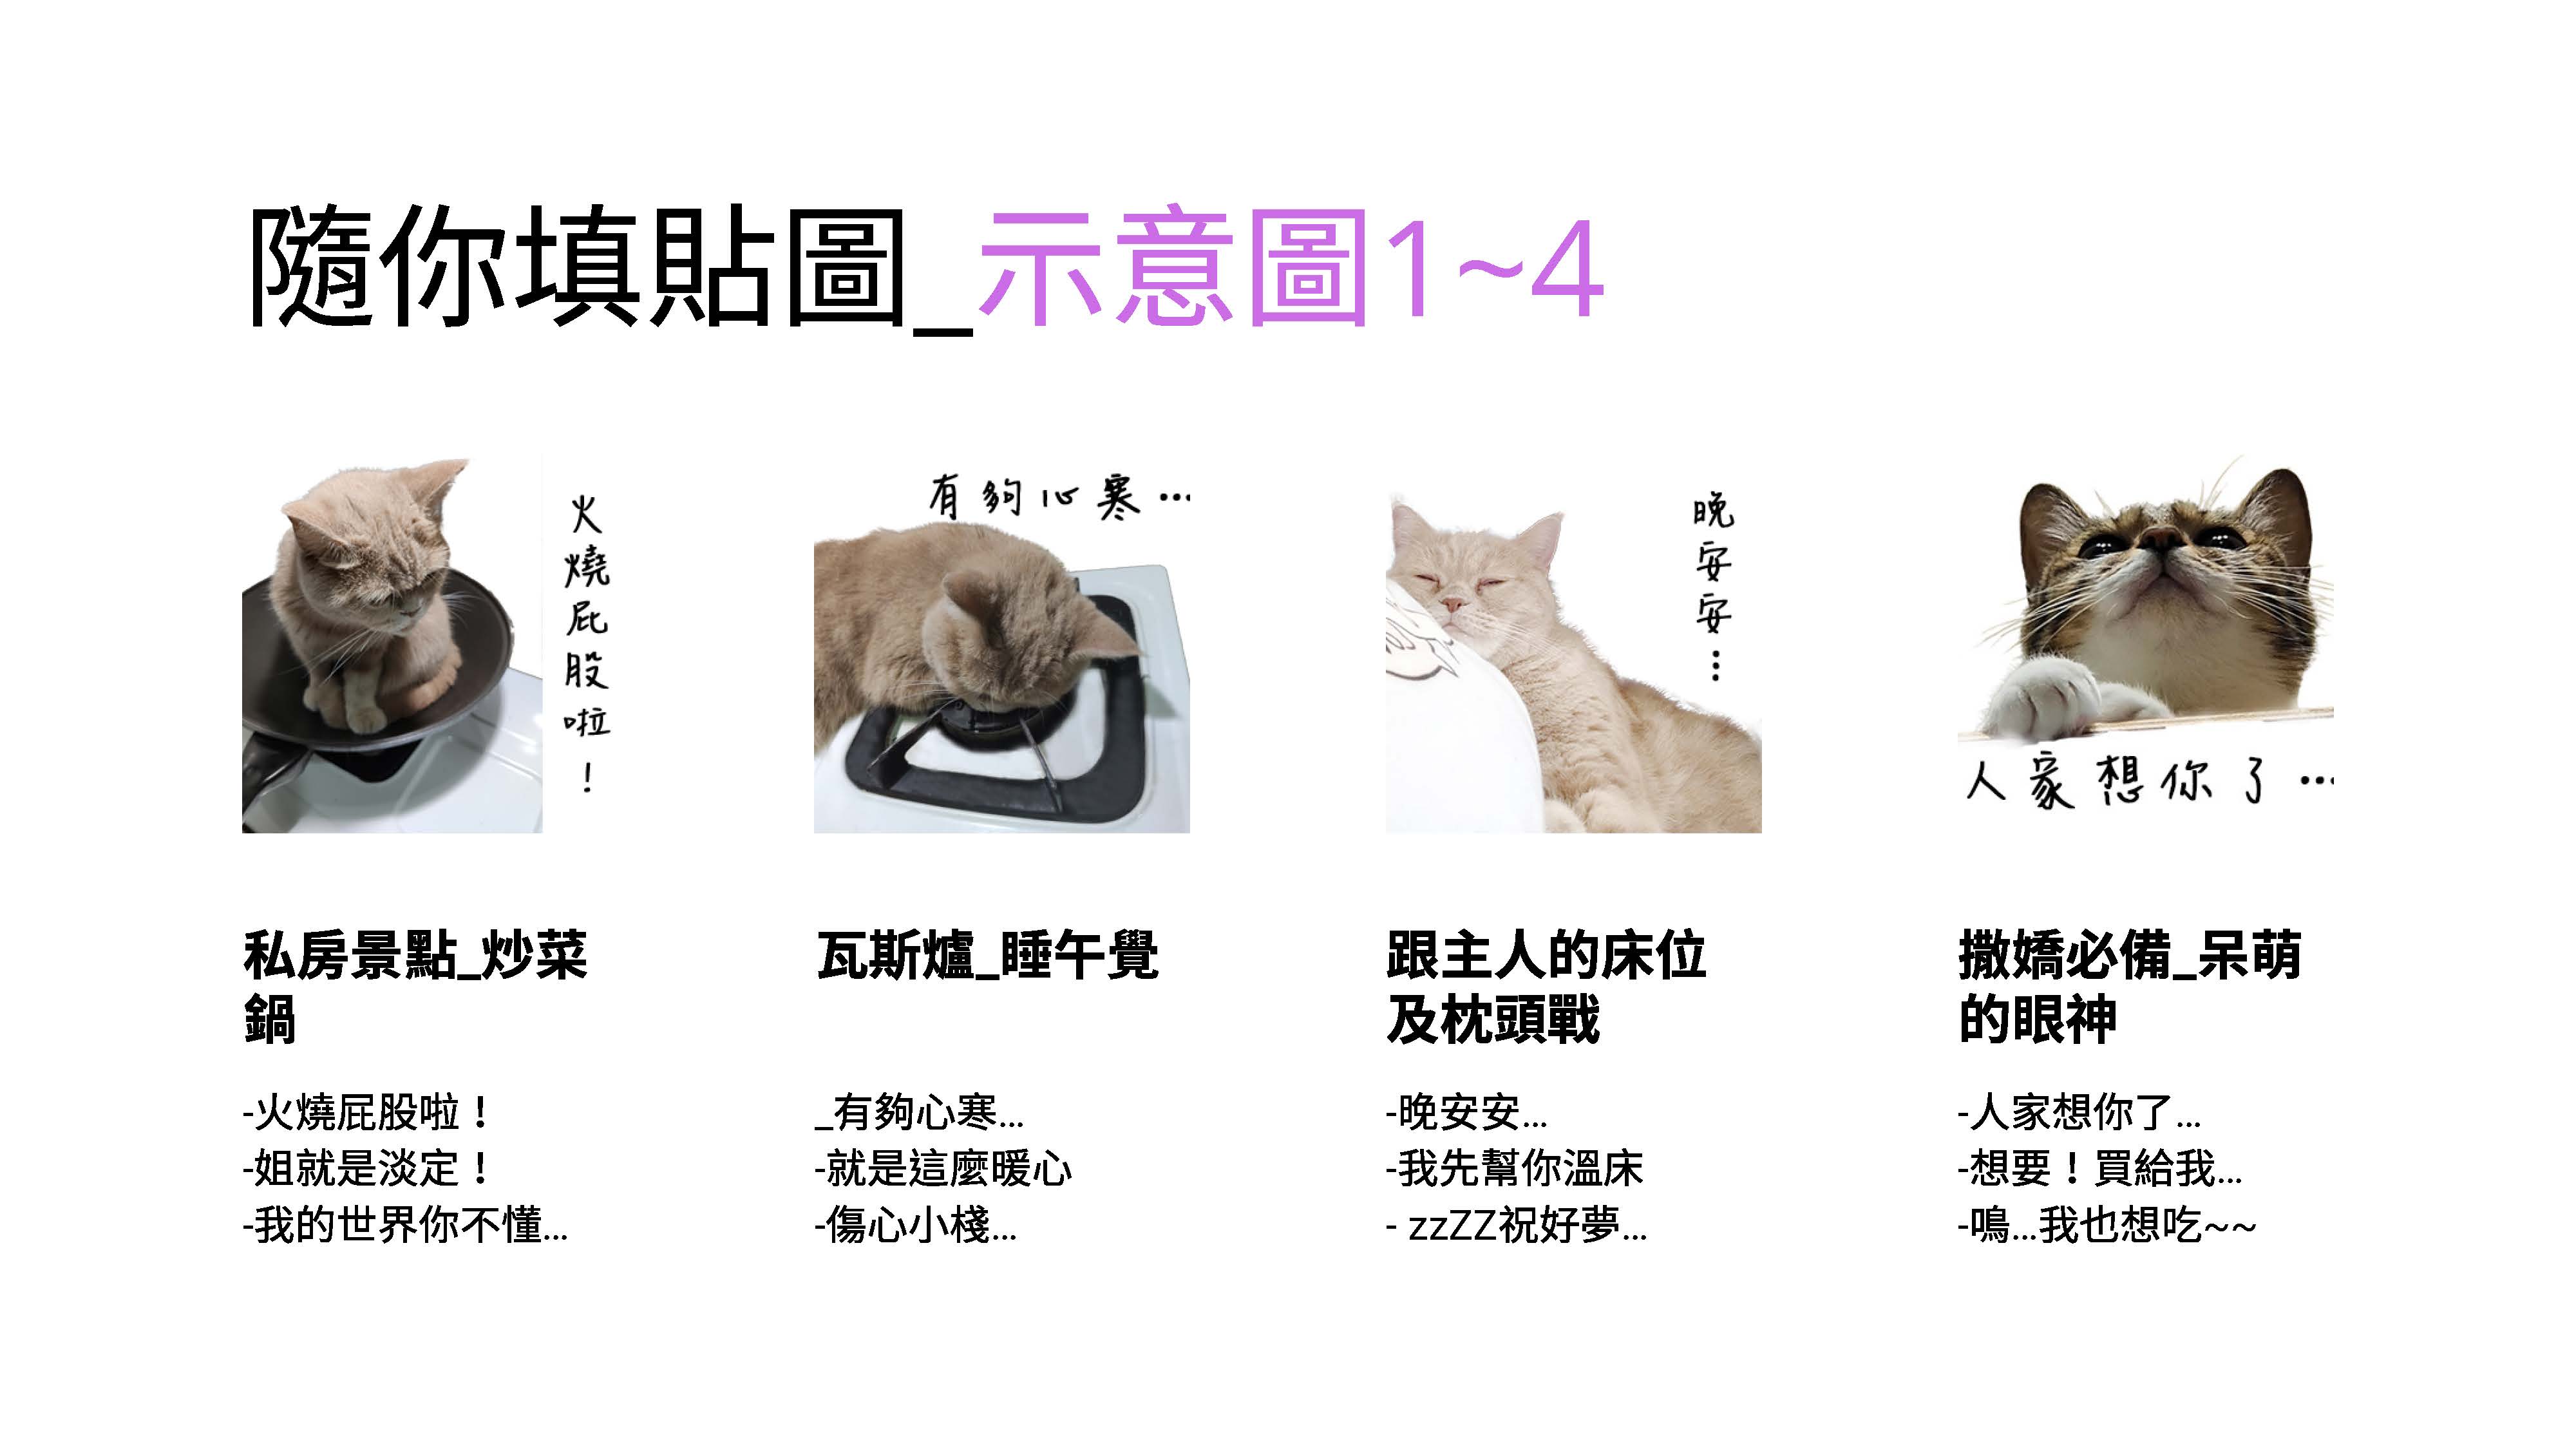 隨你填貼圖_示意圖1~4
火燒屁股啦！
有夠心寒…
晚安安…
人家想你了…
私房景點_炒菜
鍋
-火燒屁股啦！
-姐就是淡定！
-我的世界你不懂...
瓦斯爐_睡午覺
_有夠心寒...
-就是這麼暖心
-傷心小棧...
跟主人的床位
及枕頭戰
-晚安安...
-我先幫你溫床
- zzZZ祝好夢...
撒嬌必備_呆萌
的眼神
-人家想你了...
-想要！買給我...
-鳴...我也想吃~~